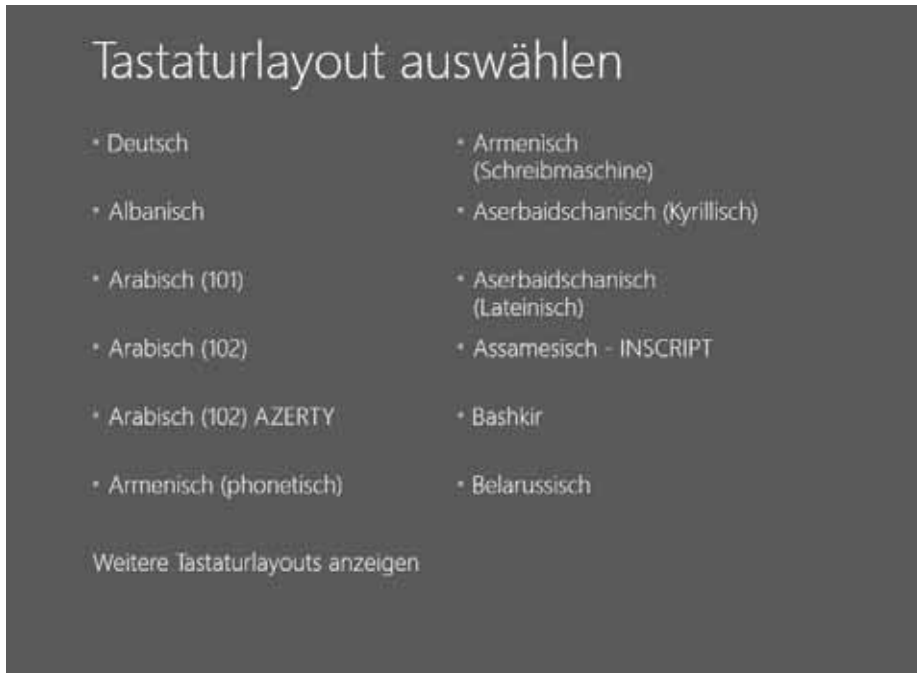 Tastaturlayout auswählen
• Deutsch
• Albanisch
• Arabisch (101)
• Arabisch (102)
• Arabisch (102) AZERTY
• Armenisch (phonetisch)
• Armenisch
(Schreibmaschine)
• Aserbaidschanisch (Kyrillisch)
• Aserbaidschanisch
(Lateinisch)
• Assamesisch - INSCRIPT
• Bashkir
• Belarussisch
Weitere Tastaturlayouts anzeigen